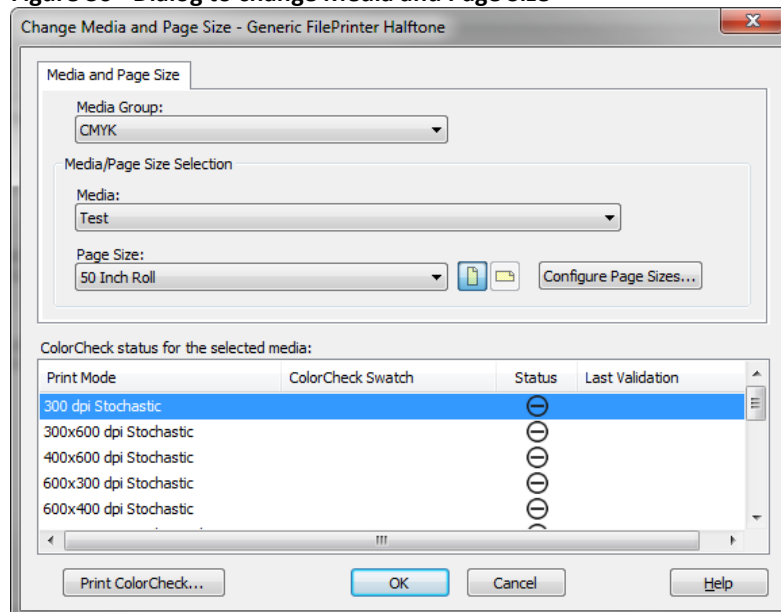 Change Media and Page Size - Generic FilePrinter Halftone
Media and Page Size
Media Group:
CMYK
Media/Page Size Selection
Media:
Test
Page Size:
50 Inch Roll
Configure Page Sizes...
ColorCheck status for the selected media:
Print Mode ColorCheck Swatch Status Last Validation
300 dpi Stochastic
300x600 dpi Stochastic
400x600 dpi Stochastic
600x300 dpi Stochastic
600x400 dpi Stochastic
Print ColorCheck... OK Cancel Help